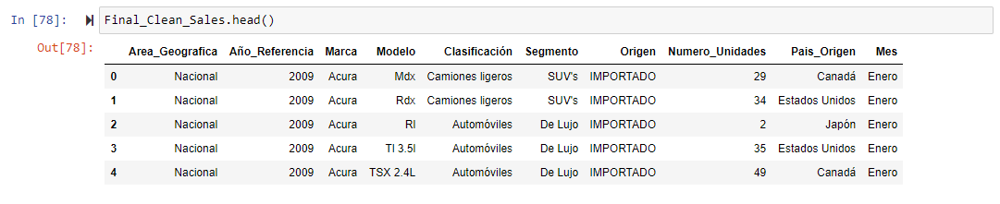 In [78]: Final_Clean_Sales.head()
Out[78]:
Area_Geografica Año_Referencia Marca Modelo Clasificación Segmento Origen Numero_Unidades Pais_Origen Mes
0 Nacional 2009 Acura Mdx Camiones ligeros SUV's IMPORTADO 29 Canadá Enero
1 Nacional 2009 Acura Rdx Camiones ligeros SUV's IMPORTADO 34 Estados Unidos Enero
2 Nacional 2009 Acura Rl Automóviles De Lujo IMPORTADO 2 Japón Enero
3 Nacional 2009 Acura Tl 3.5l Automóviles De Lujo IMPORTADO 35 Estados Unidos Enero
4 Nacional 2009 Acura TSX 2.4L Automóviles De Lujo IMPORTADO 49 Canadá Enero